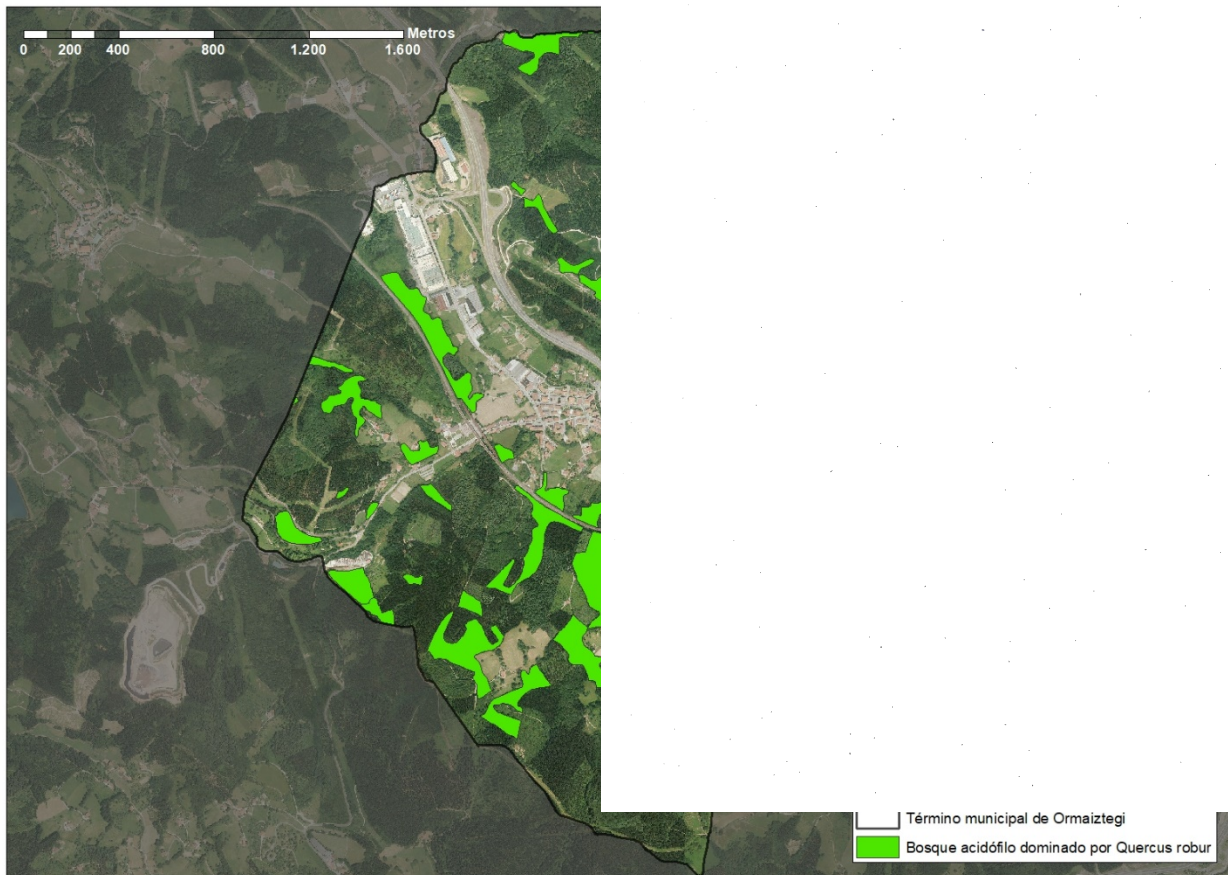 Metros
0 200 400 800 1.200 1.600
Término municipal de Ormaiztegi
Bosque acidófilo dominado por Quercus robur